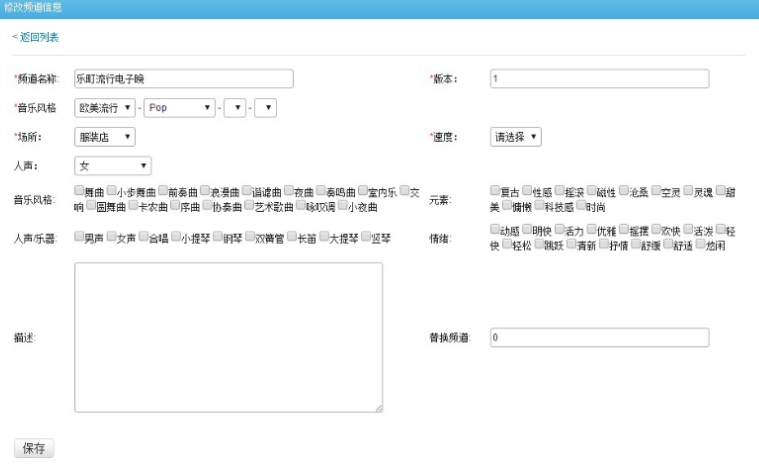 修改频道信息
< 返回列表
*频道名称: 乐町流行电子晚 *版本: 1
*音乐风格 欧美流行 - Pop - -
*场所: 服装店 *速度: 请选择
人声: 女
音乐风格: 舞曲 小步舞曲 前奏曲 浪漫曲 谐谑曲 夜曲 奏鸣曲 室内乐 交
响 圆舞曲 卡农曲 序曲 协奏曲 艺术歌曲 咏叹调 小夜曲
元素: 复古 性感 摇滚 磁性 沧桑 空灵 灵魂 甜
美 慵懒 科技感 时尚
人声/乐器: 男声 女声 合唱 小提琴 钢琴 双簧管 长笛 大提琴 竖琴
情绪: 动感 明快 活力 优雅 摇摆 欢快 活泼 轻
快 轻松 跳跃 清新 抒情 舒缓 舒适 悠闲
描述: 替换频道: 0
保存